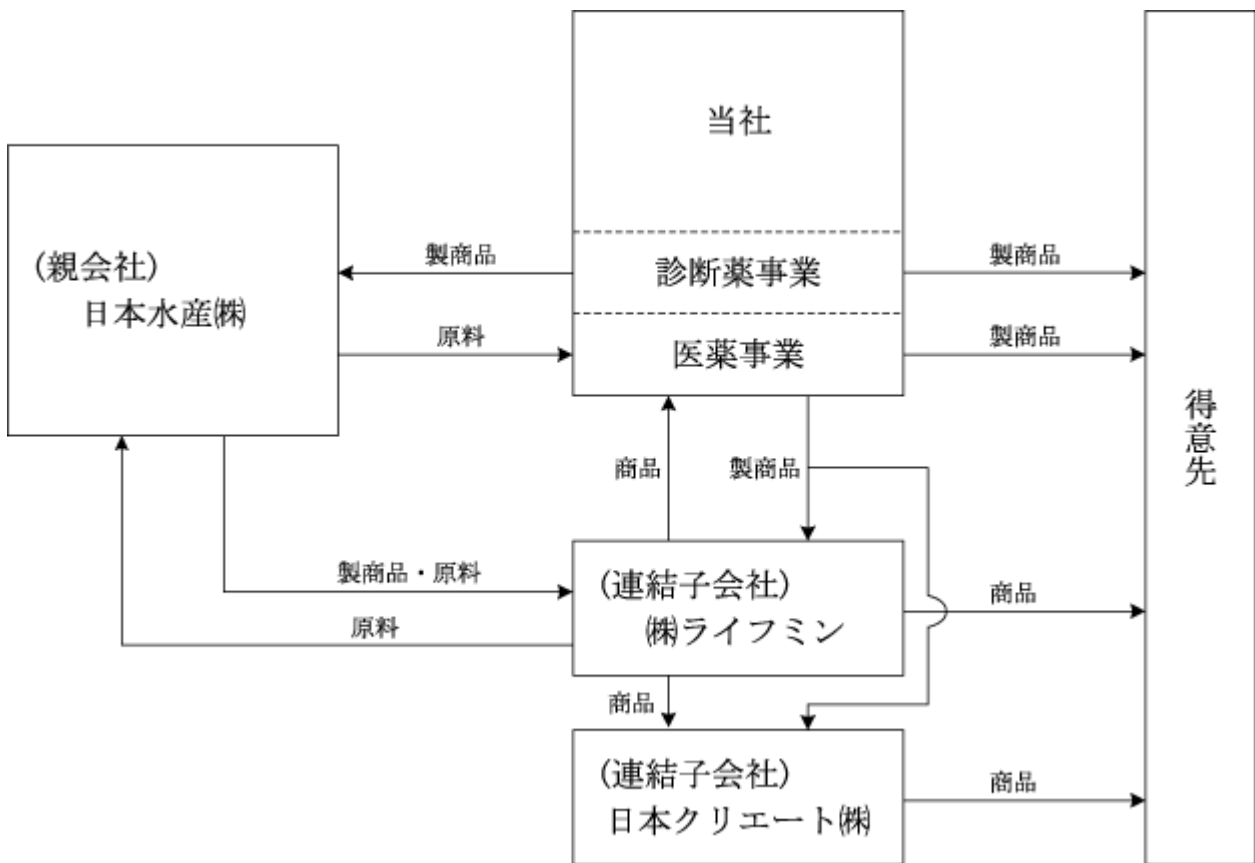 当社
(親会社)
日本水産㈱
製商品
診断薬事業
製商品
原料
医薬事業
製商品
得意先
商品
製商品
製商品・原料
(連結子会社)
㈱ライフミン
商品
原料
商品
(連結子会社)
日本クリエート㈱
商品